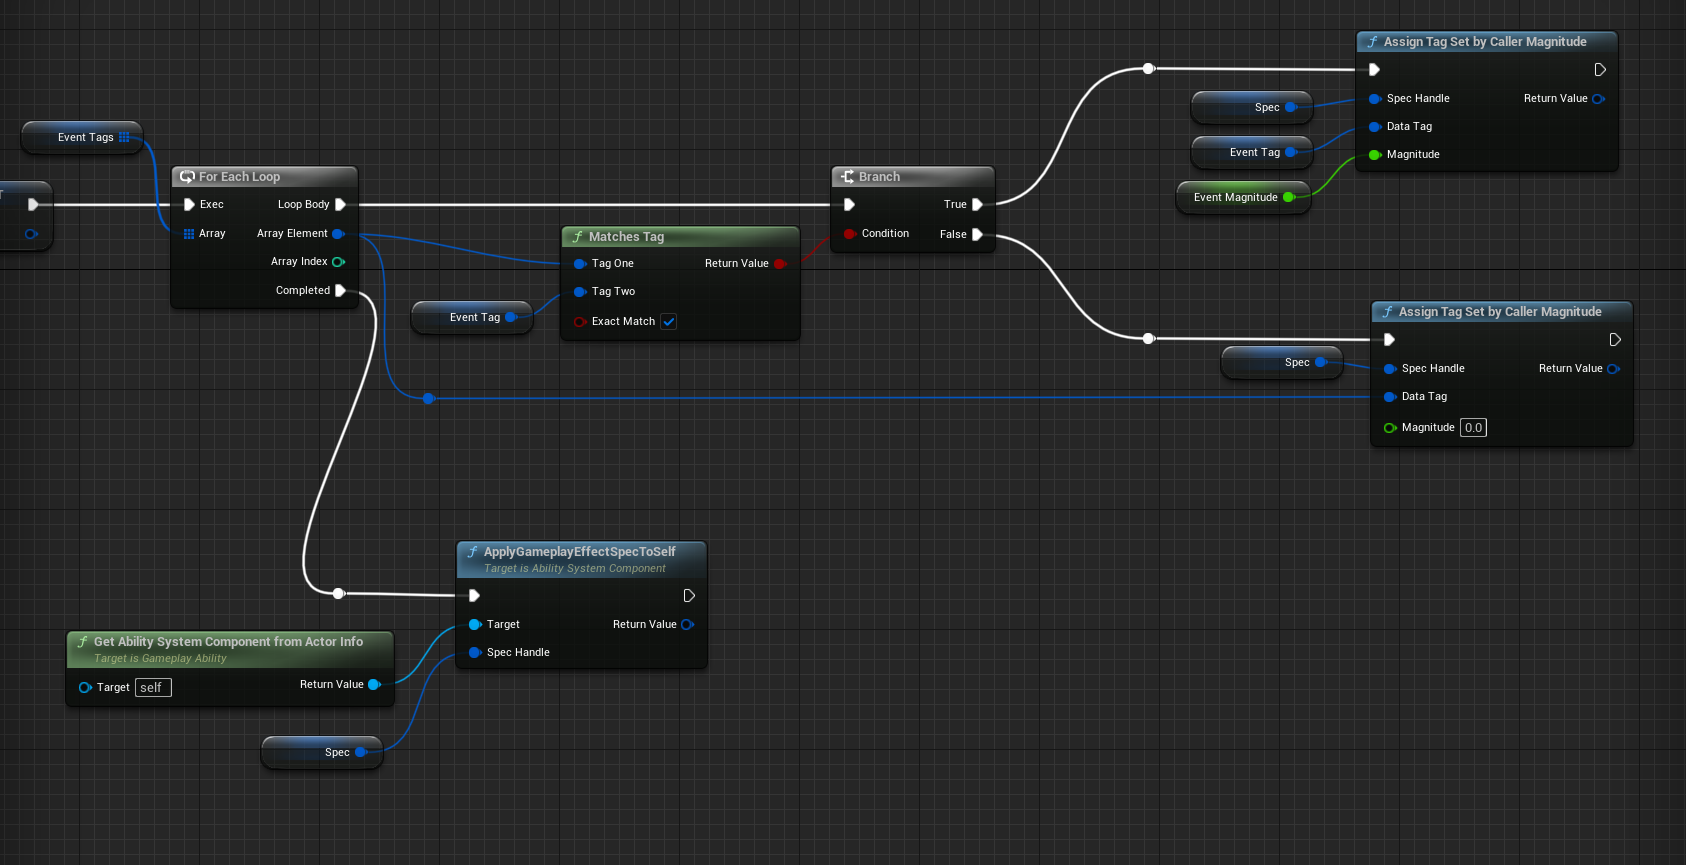 Assign Tag Set by Caller Magnitude
Spec
Spec Handle
Return Value
Event Tag
Data Tag
Event Magnitude
Magnitude
Event Tags
For Each Loop
Exec
Loop Body
Array
Array Element
Array Index
Completed
Branch
True
Condition
False
Matches Tag
Tag One
Return Value
Tag Two
Exact Match
Event Tag
Assign Tag Set by Caller Magnitude
Spec
Spec Handle
Return Value
Data Tag
Magnitude 0.0
ApplyGameplayEffectSpecToSelf
Target is Ability System Component
Target
Return Value
Spec Handle
Get Ability System Component from Actor Info
Target is Gameplay Ability
Target self
Return Value
Spec